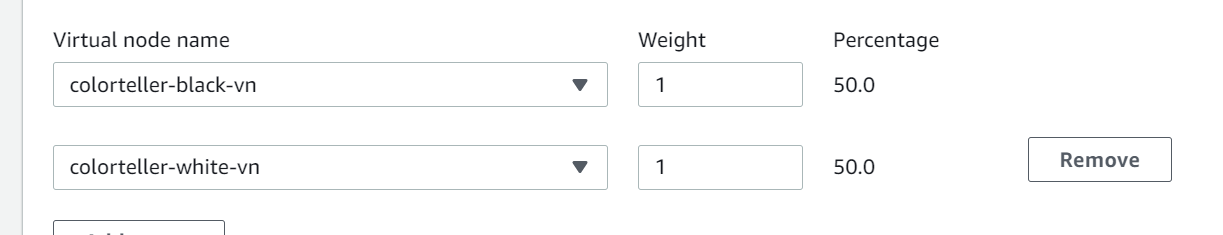 Virtual node name Weight Percentage
colorteller-black-vn 1 50.0
colorteller-white-vn 1 50.0 Remove